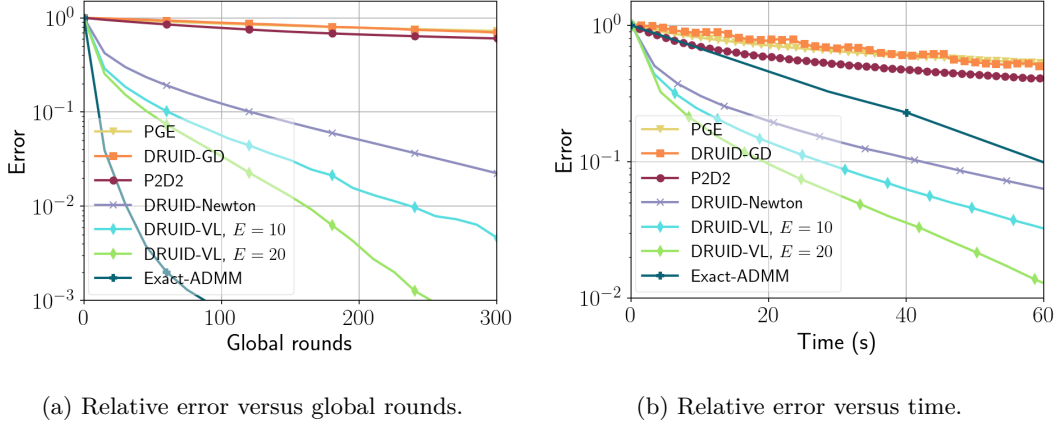 10^0
10^{-1}
10^{-2}
10^{-3}
Error
0
100
200
300
Global rounds
PGE
DRUID-GD
P2D2
DRUID-Newton
DRUID-VL, E = 10
DRUID-VL, E = 20
Exact-ADMM
(a) Relative error versus global rounds.
10^0
10^{-1}
10^{-2}
Error
0
20
40
60
Time (s)
PGE
DRUID-GD
P2D2
DRUID-Newton
DRUID-VL, E = 10
DRUID-VL, E = 20
Exact-ADMM
(b) Relative error versus time.